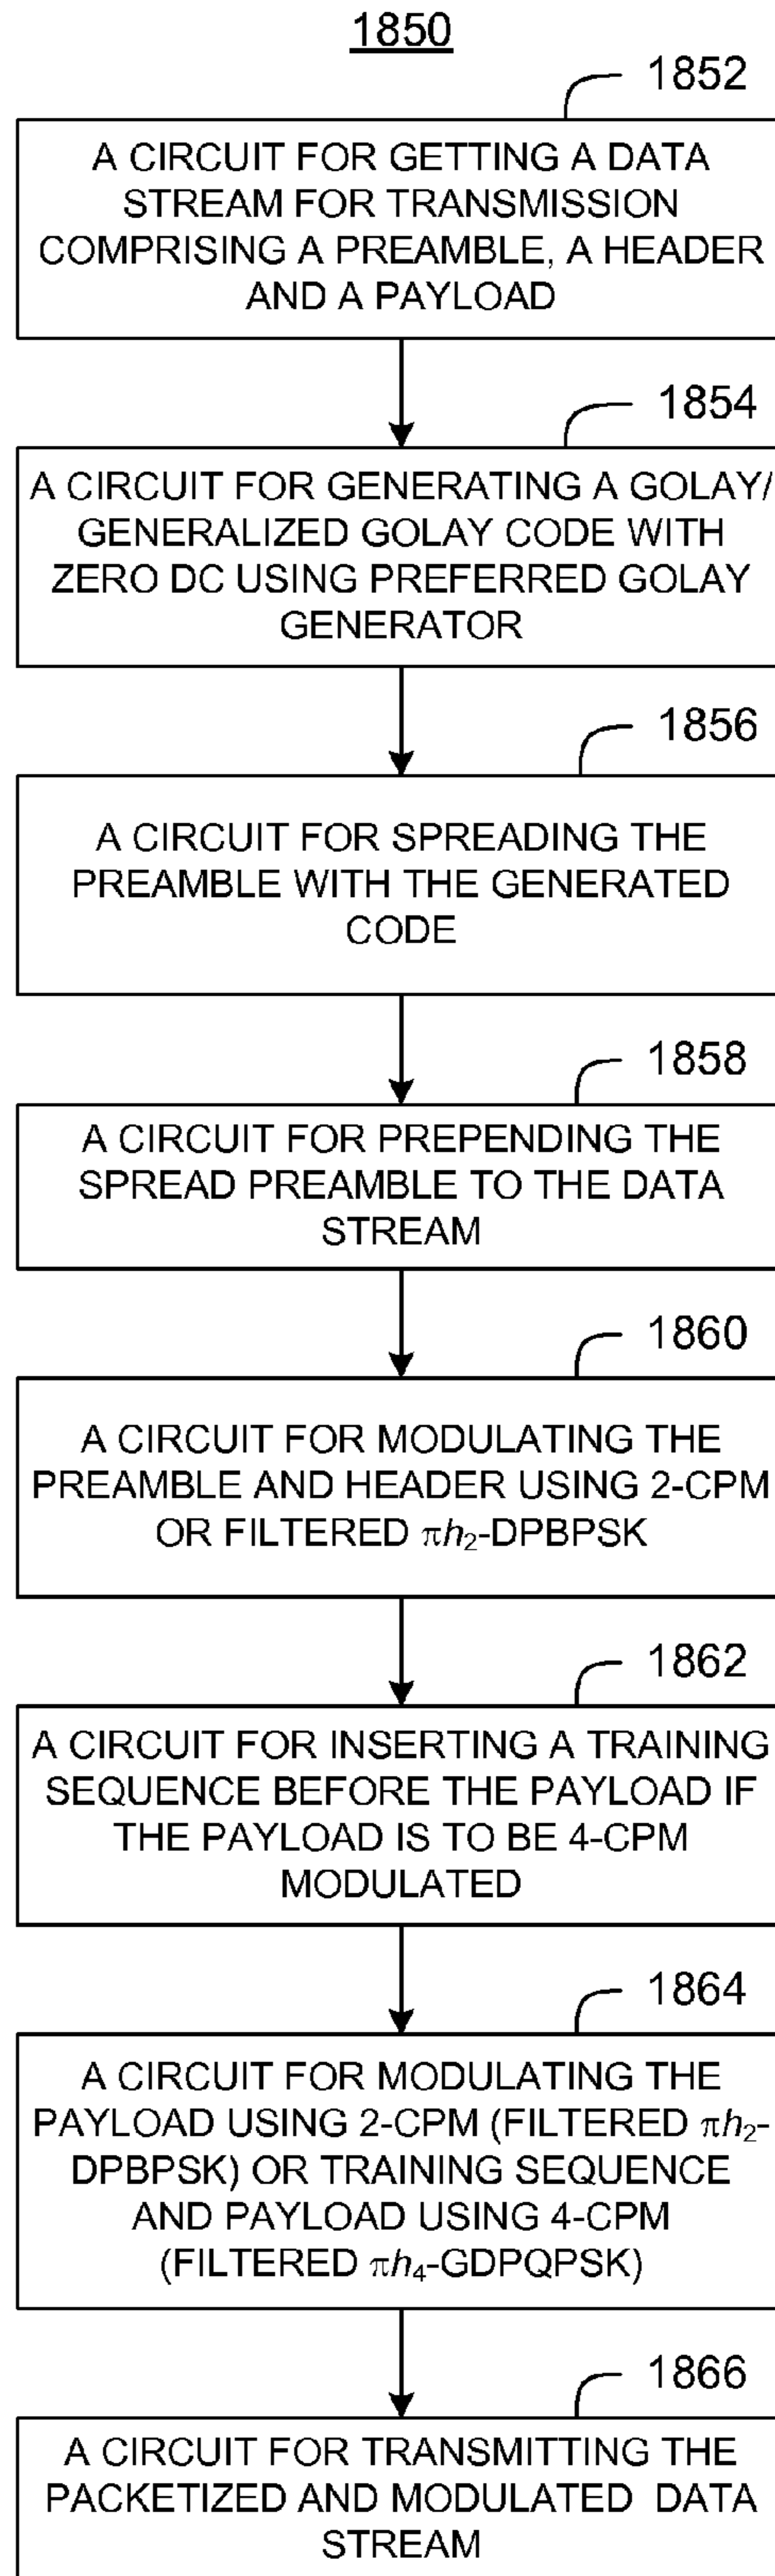 1850
1852
A CIRCUIT FOR GETTING A DATA
STREAM FOR TRANSMISSION
COMPRISING A PREAMBLE, A HEADER
AND A PAYLOAD
1854
A CIRCUIT FOR GENERATING A GOLAY/
GENERALIZED GOLAY CODE WITH
ZERO DC USING PREFERRED GOLAY
GENERATOR
1856
A CIRCUIT FOR SPREADING THE
PREAMBLE WITH THE GENERATED
CODE
1858
A CIRCUIT FOR PREPENDING THE
SPREAD PREAMBLE TO THE DATA
STREAM
1860
A CIRCUIT FOR MODULATING THE
PREAMBLE AND HEADER USING 2-CPM
OR FILTERED πh₂-DPBPSK
1862
A CIRCUIT FOR INSERTING A TRAINING
SEQUENCE BEFORE THE PAYLOAD IF
THE PAYLOAD IS TO BE 4-CPM
MODULATED
1864
A CIRCUIT FOR MODULATING THE
PAYLOAD USING 2-CPM (FILTERED πh₂-
DPBPSK) OR TRAINING SEQUENCE
AND PAYLOAD USING 4-CPM
(FILTERED πh₄-GDPQPSK)
1866
A CIRCUIT FOR TRANSMITTING THE
PACKETIZED AND MODULATED DATA
STREAM